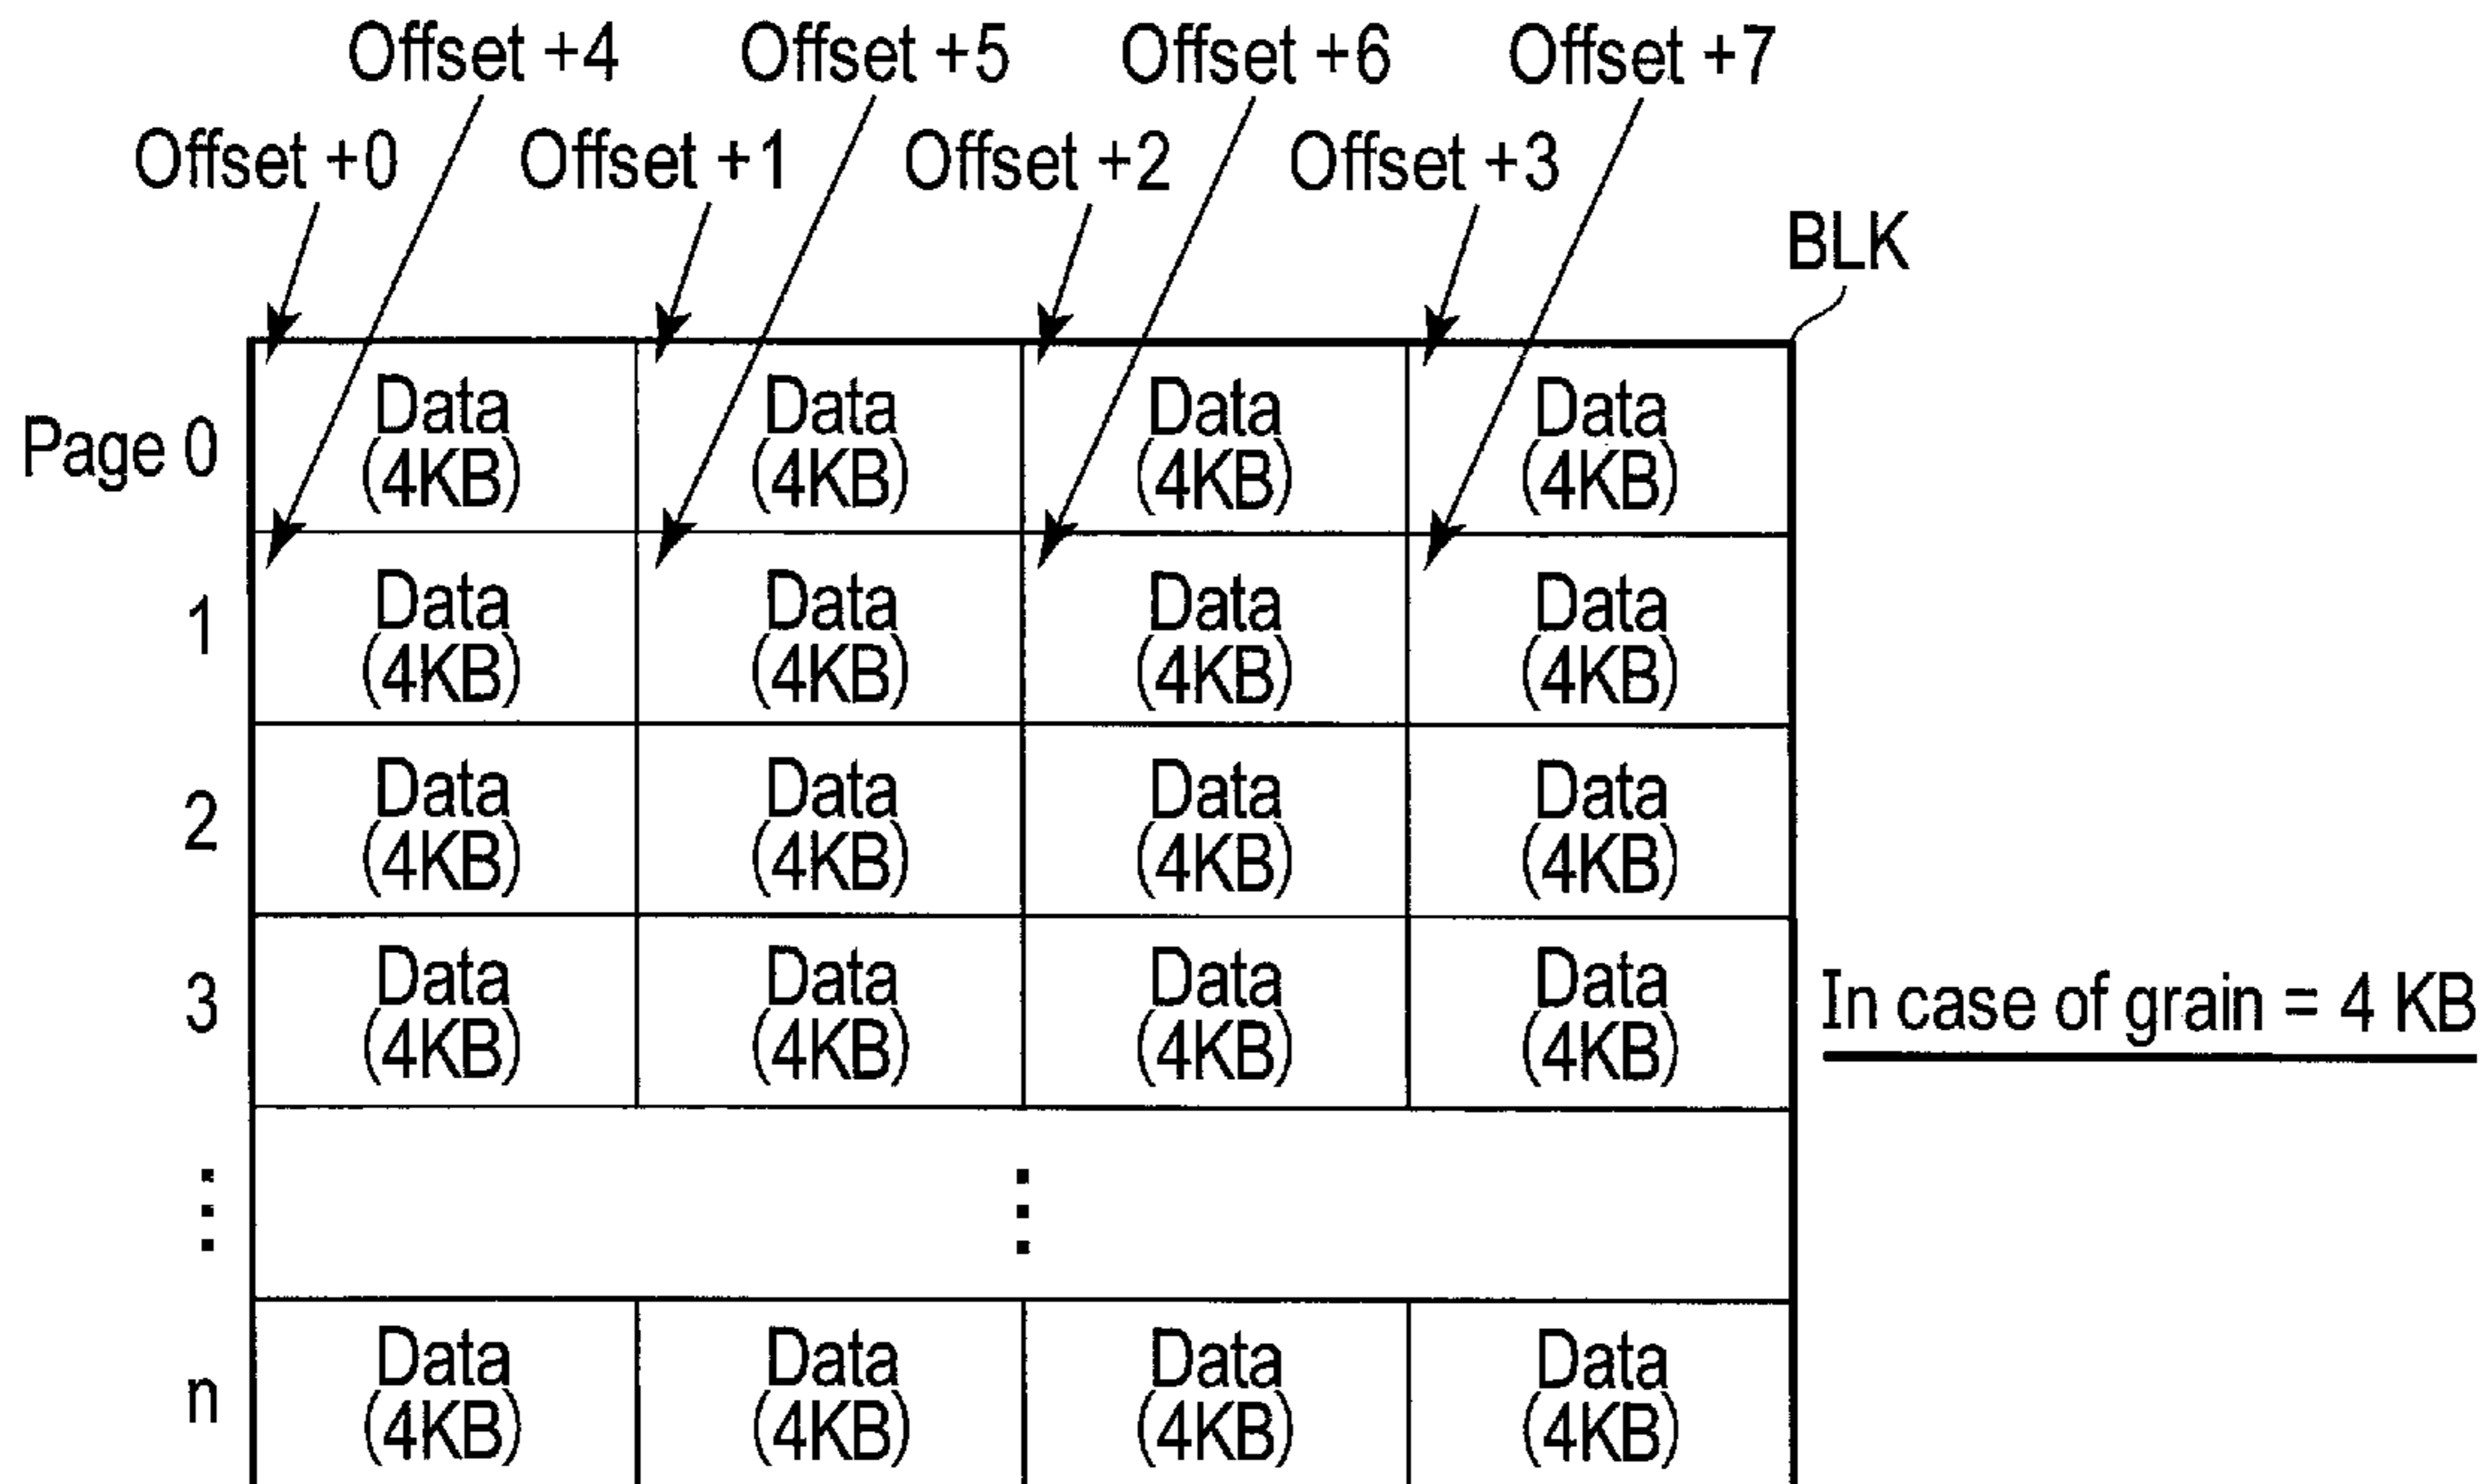 Offset +4 Offset +5 Offset +6 Offset +7
Offset +0 Offset +1 Offset +2 Offset +3
BLK
Page 0 Data Data Data Data
(4KB) (4KB) (4KB) (4KB)
1 Data Data Data Data
(4KB) (4KB) (4KB) (4KB)
2 Data Data Data Data
(4KB) (4KB) (4KB) (4KB)
3 Data Data Data Data
(4KB) (4KB) (4KB) (4KB)
In case of grain = 4 KB
n Data Data Data Data
(4KB) (4KB) (4KB) (4KB)